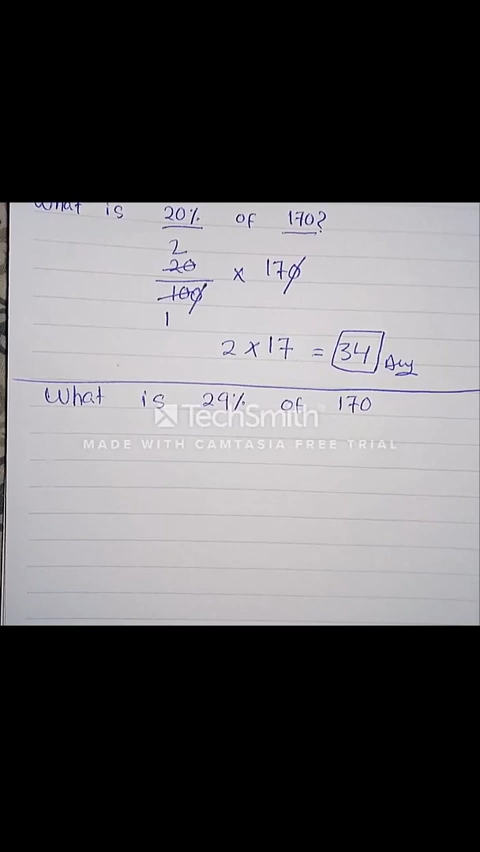 What is 20% of 170?
2
20
100
1
× 170
2 × 17 = 34 Ans
What is 29% of 170
TechSmith
MADE WITH CAMTASIA FREE TRIAL